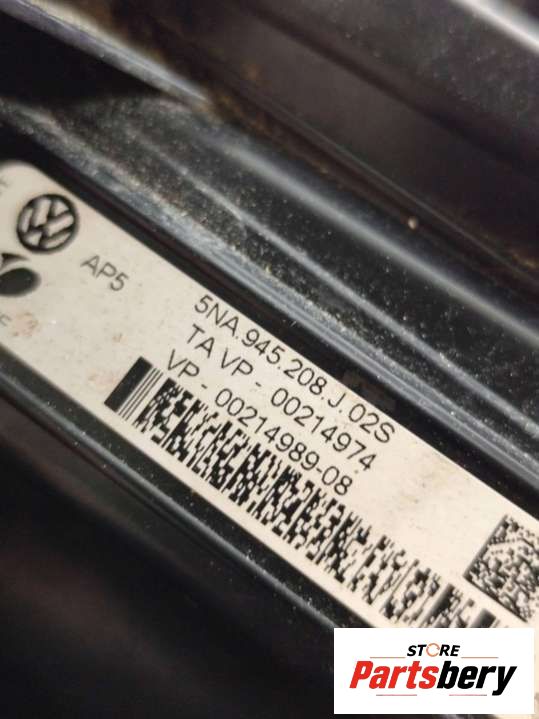 AP5
5NA.945.208.J.02S
TA VP - 00214974
VP - 00214989-08
STORE
Partsbery